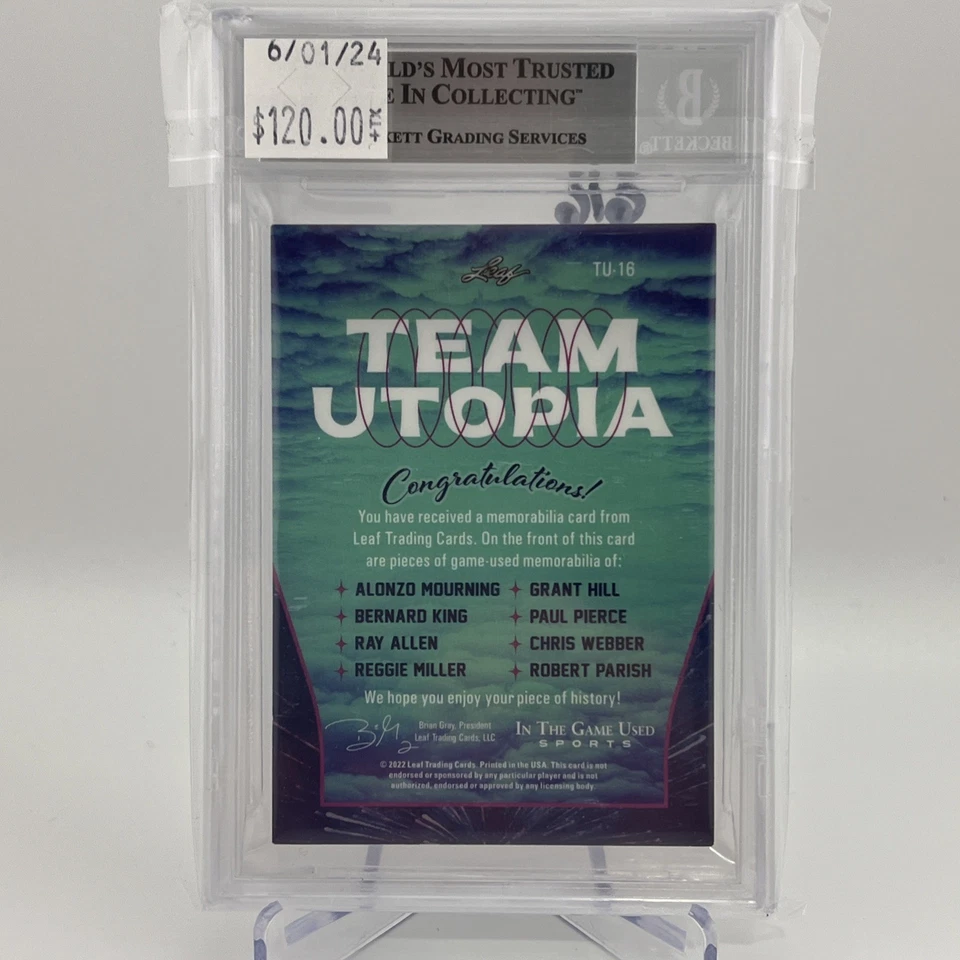 6/01/24
$120.00+TX
LD'S MOST TRUSTED
E IN COLLECTING™
KETT GRADING SERVICES
B
BECKETT®
Leaf
TU-16
TEAM
UTOPIA
Congratulations!
You have received a memorabilia card from
Leaf Trading Cards. On the front of this card
are pieces of game-used memorabilia of:
ALONZO MOURNING GRANT HILL
BERNARD KING PAUL PIERCE
RAY ALLEN CHRIS WEBBER
REGGIE MILLER ROBERT PARISH
We hope you enjoy your piece of history!
Brian Gray, President
Leaf Trading Cards, LLC
IN THE GAME USED
SPORTS
© 2022 Leaf Trading Cards. Printed in the USA. This card is not
endorsed or sponsored by any particular player and is not
authorized, endorsed or approved by any licensing body.